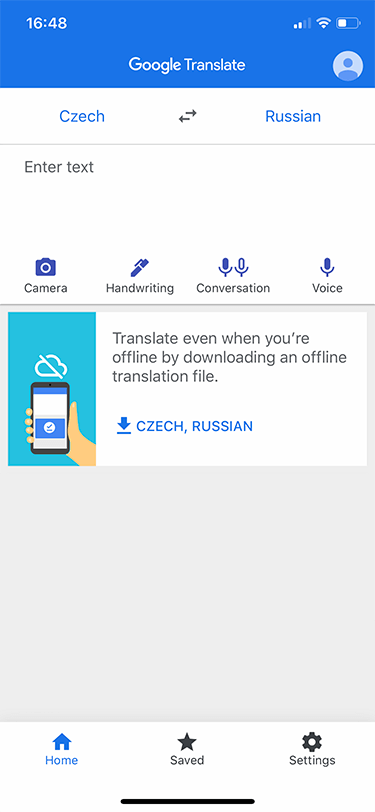 16:48
Google Translate
Czech Russian
Enter text
Camera Handwriting Conversation Voice
Translate even when you're
offline by downloading an offline
translation file.
CZECH, RUSSIAN
Home Saved Settings